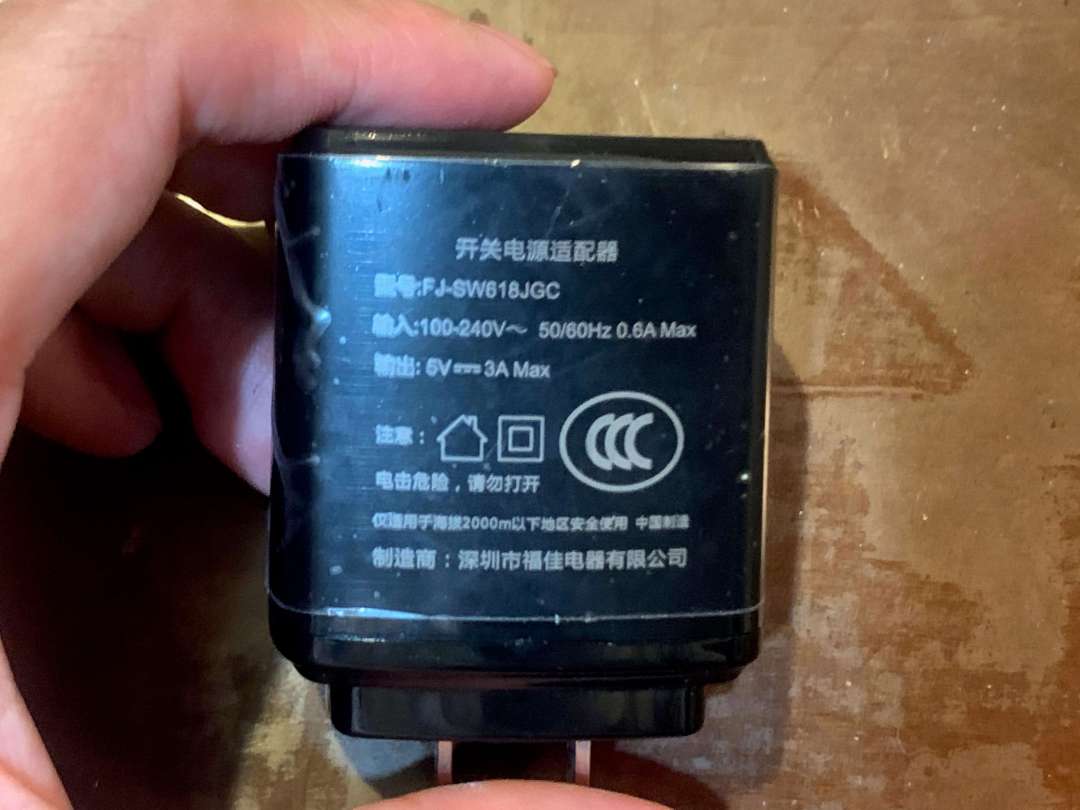 开关电源适配器
型号:FJ-SW618JGC
输入:100-240V～ 50/60Hz 0.6A Max
输出: 5V⎓3A Max
注意：
CCC
电击危险，请勿打开
仅适用于海拔2000m以下地区安全使用 中国制造
制造商：深圳市福佳电器有限公司